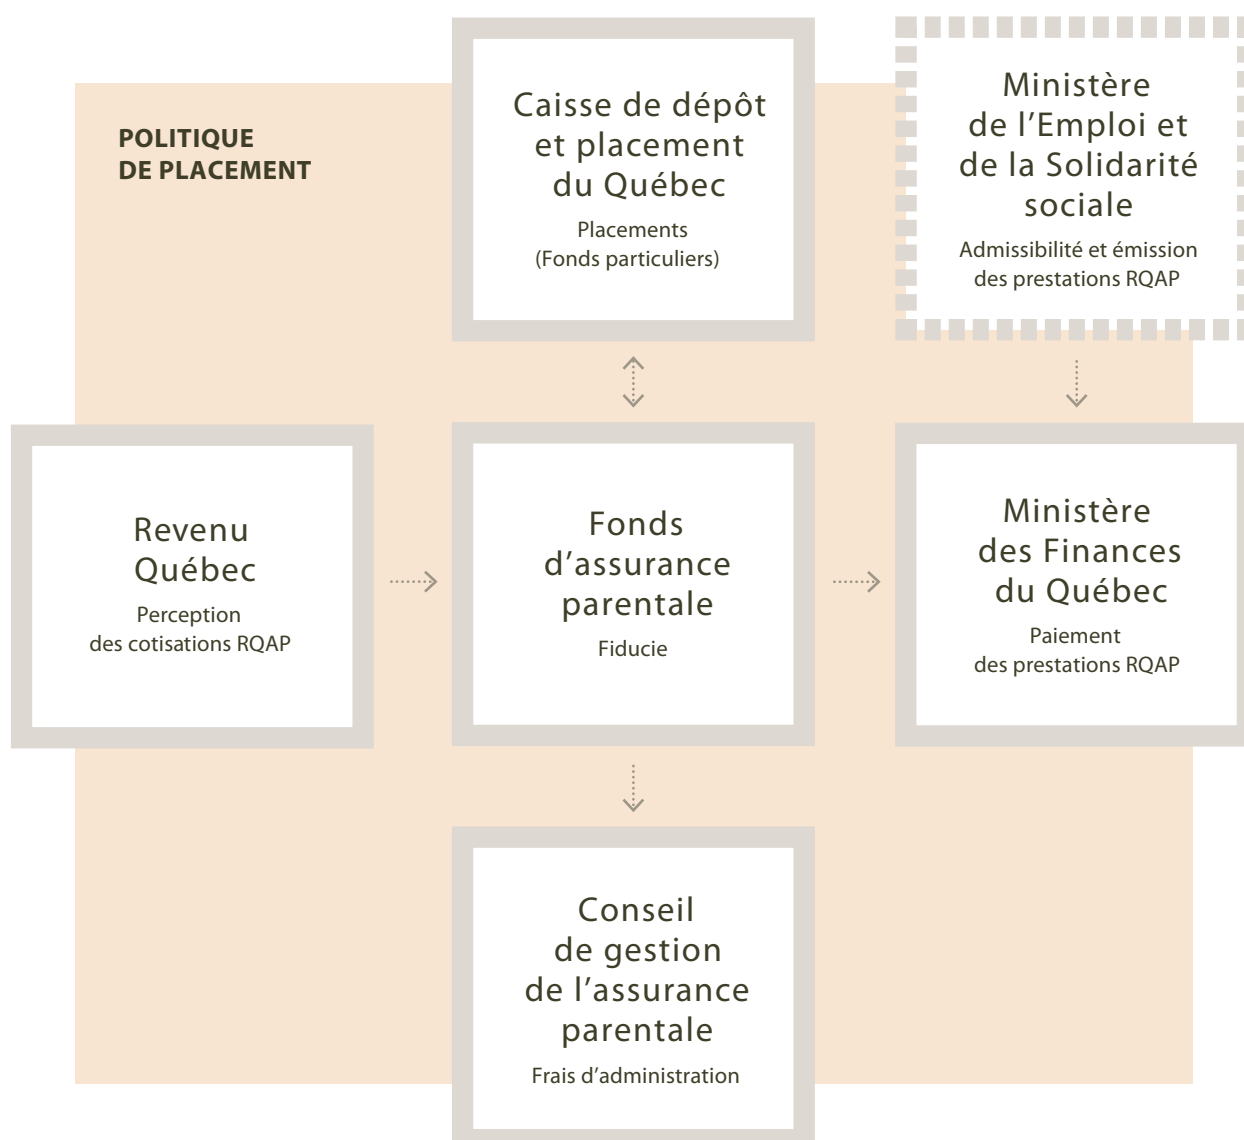 POLITIQUE
DE PLACEMENT
Caisse de dépôt
et placement
du Québec
Placements
(Fonds particuliers)
Ministère
de l’Emploi et
de la Solidarité
sociale
Admissibilité et émission
des prestations RQAP
Revenu
Québec
Perception
des cotisations RQAP
Fonds
d’assurance
parentale
Fiducie
Ministère
des Finances
du Québec
Paiement
des prestations RQAP
Conseil
de gestion
de l’assurance
parentale
Frais d’administration